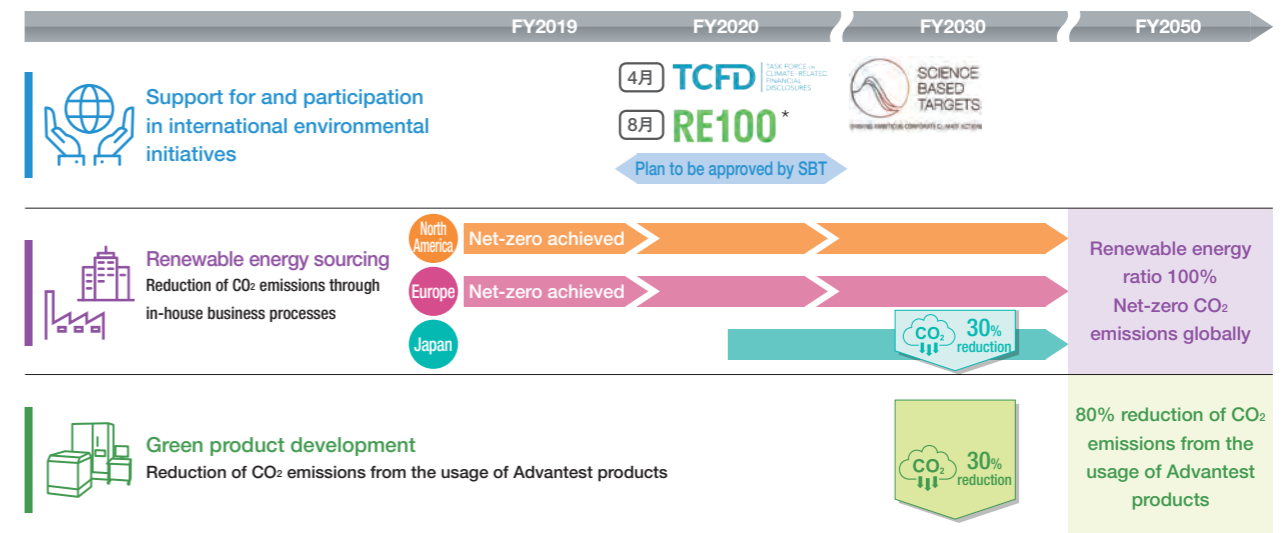 FY2019
FY2020
FY2030
FY2050
Support for and participation
in international environmental
initiatives
4月
TCFD
TASK FORCE ON
CLIMATE-RELATED
FINANCIAL
DISCLOSURES
8月
RE100*
Plan to be approved by SBT
SCIENCE
BASED
TARGETS
DRIVING AMBITIOUS CORPORATE CLIMATE ACTION
Renewable energy sourcing
Reduction of CO₂ emissions through
in-house business processes
North
America
Net-zero achieved
Europe
Net-zero achieved
Japan
CO₂
30%
reduction
Renewable energy
ratio 100%
Net-zero CO₂
emissions globally
Green product development
Reduction of CO₂ emissions from the usage of Advantest products
CO₂
30%
reduction
80% reduction of CO₂
emissions from the
usage of Advantest
products